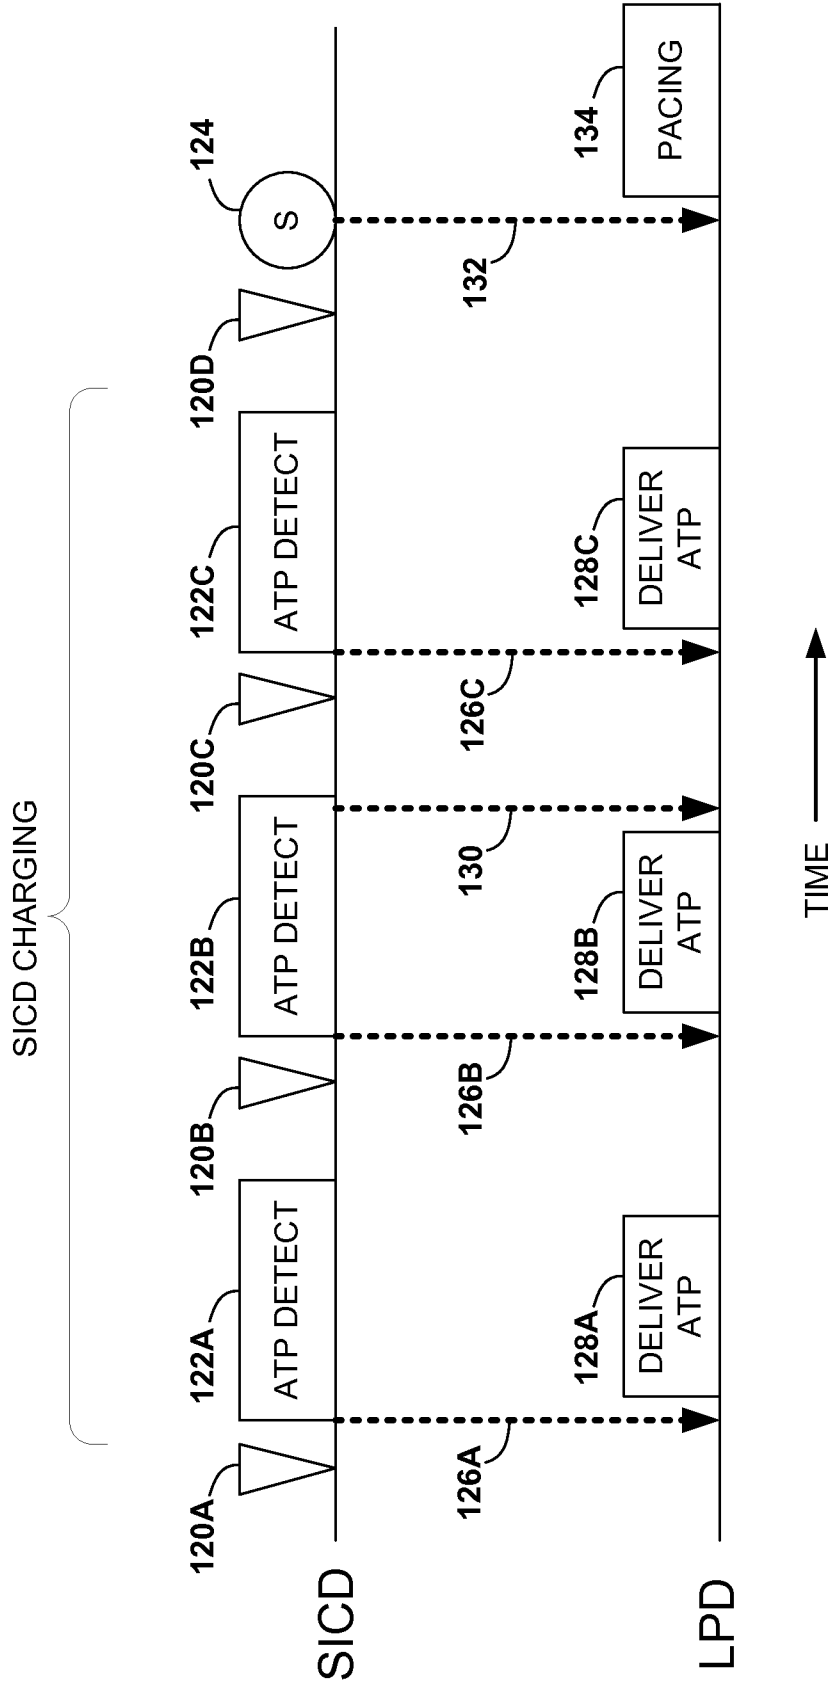 SICD CHARGING
120A
122A
120B
122B
120C
122C
120D
124
ATP DETECT
ATP DETECT
ATP DETECT
S
SICD
126A
126B
130
126C
132
128A
128B
128C
134
DELIVER
ATP
DELIVER
ATP
DELIVER
ATP
PACING
LPD
TIME